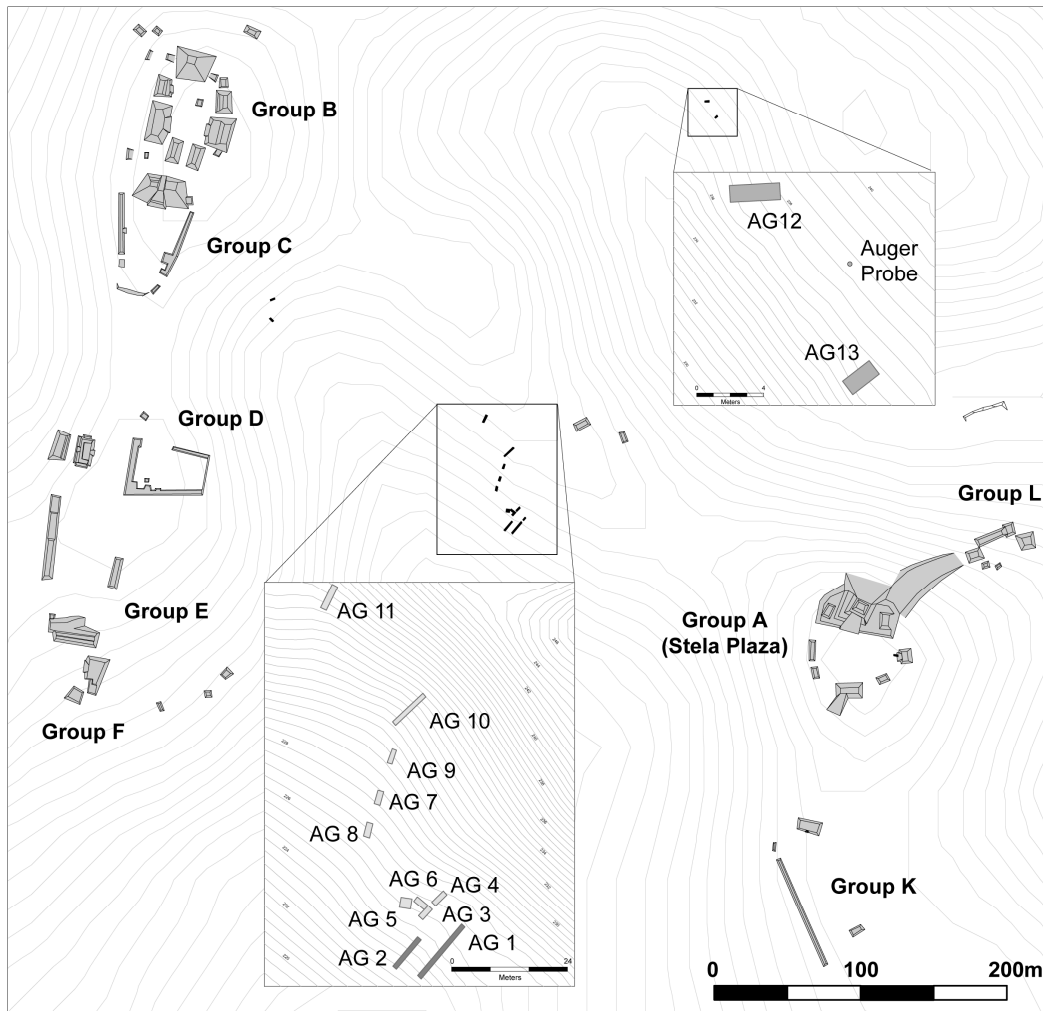 Group B
AG12
Auger
Probe
Group C
AG13
0 4
Meters
Group D
Group L
AG 11
Group E
Group A
(Stela Plaza)
AG 10
Group F
AG 9
AG 7
AG 8
AG 6
AG 4
AG 5
AG 3
AG 1
AG 2
0 24
Meters
Group K
0 100 200m